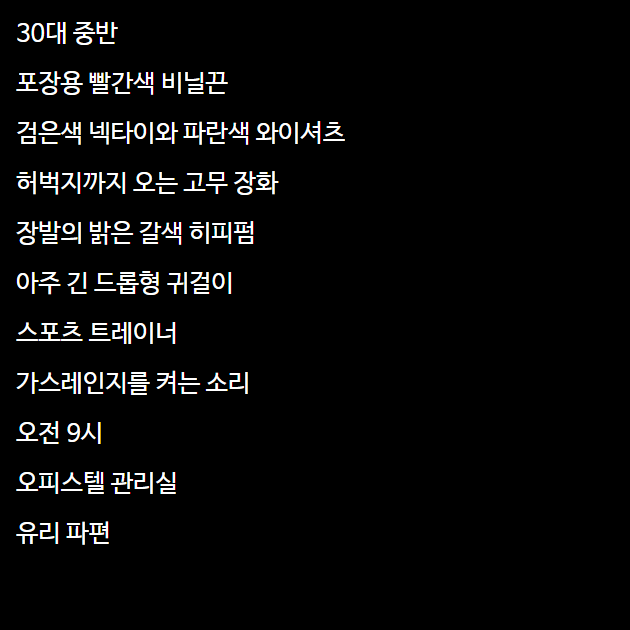 30대 중반
포장용 빨간색 비닐끈
검은색 넥타이와 파란색 와이셔츠
허벅지까지 오는 고무 장화
장발의 밝은 갈색 히피펌
아주 긴 드롭형 귀걸이
스포츠 트레이너
가스레인지를 켜는 소리
오전 9시
오피스텔 관리실
유리 파편